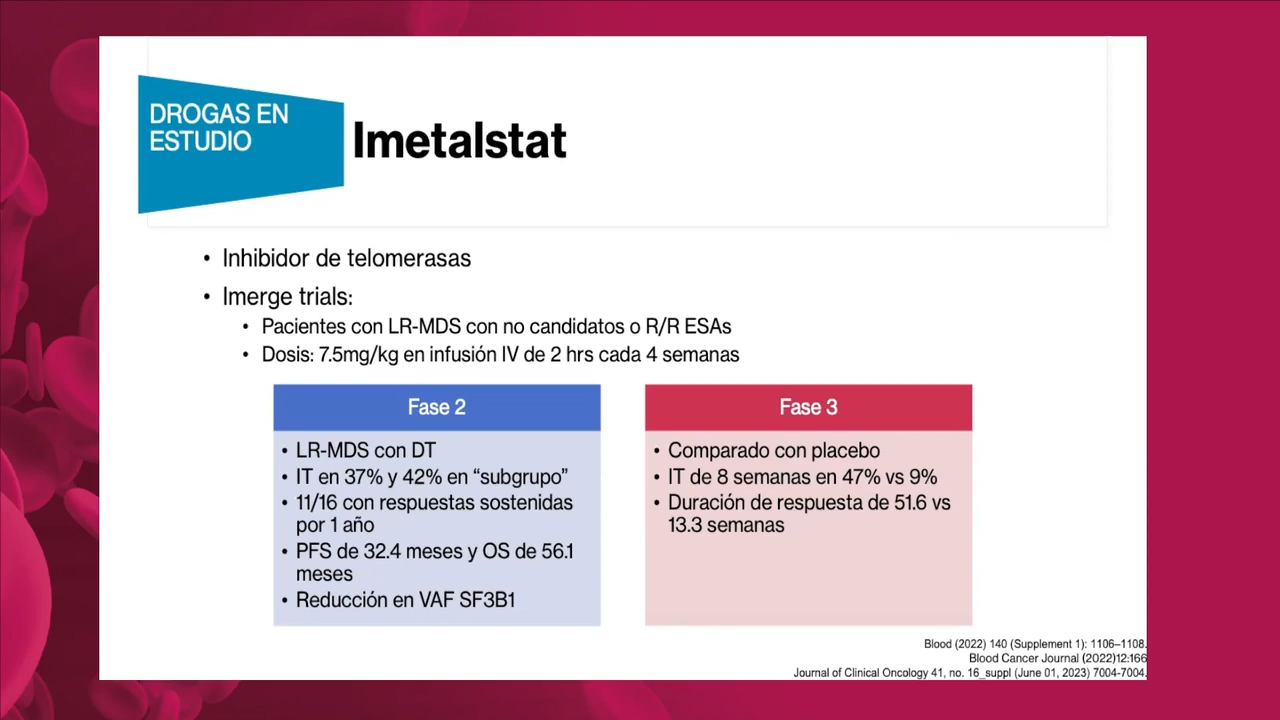 DROGAS EN
ESTUDIO
Imetalstat
• Inhibidor de telomerasas
• Imerge trials:
• Pacientes con LR-MDS con no candidatos o R/R ESAs
• Dosis: 7.5mg/kg en infusión IV de 2 hrs cada 4 semanas
Fase 2
• LR-MDS con DT
• IT en 37% y 42% en “subgrupo”
• 11/16 con respuestas sostenidas
por 1 año
• PFS de 32.4 meses y OS de 56.1
meses
• Reducción en VAF SF3B1
Fase 3
• Comparado con placebo
• IT de 8 semanas en 47% vs 9%
• Duración de respuesta de 51.6 vs
13.3 semanas
Blood (2022) 140 (Supplement 1): 1106–1108.
Blood Cancer Journal (2022)12:166
Journal of Clinical Oncology 41, no. 16_suppl (June 01, 2023) 7004-7004.